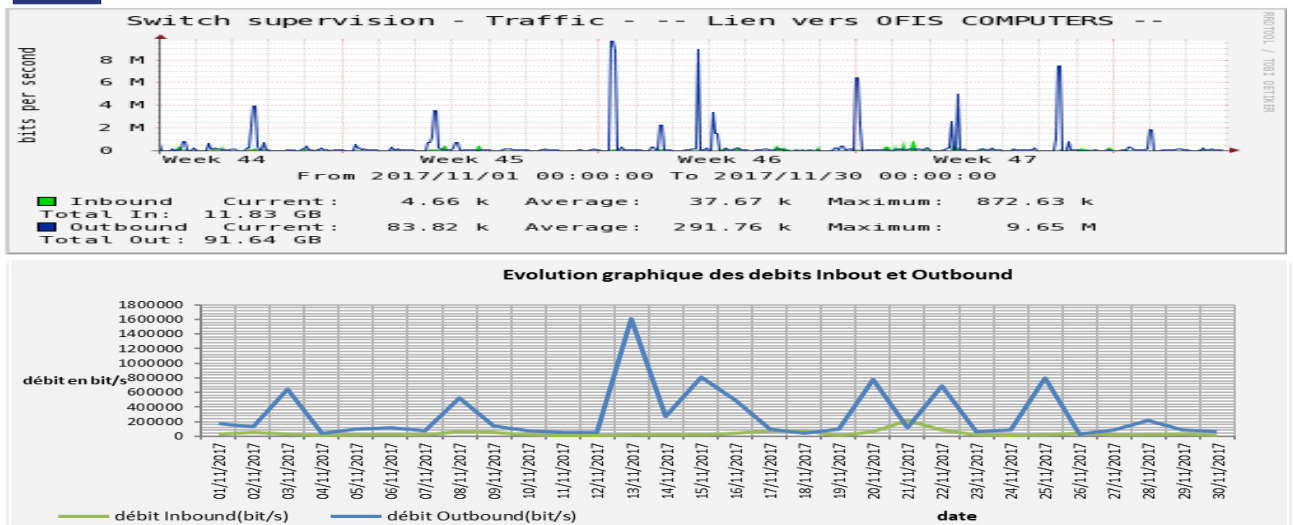 Switch supervision - Traffic - -- Lien vers OFIS COMPUTERS --
RRDTOOL / TOBI OETIKER
bits per second
8 M
6 M
4 M
2 M
0
Week 44 Week 45 Week 46 Week 47
From 2017/11/01 00:00:00 To 2017/11/30 00:00:00
Inbound Current: 4.66 k Average: 37.67 k Maximum: 872.63 k
Total In: 11.83 GB
Outbound Current: 83.82 k Average: 291.76 k Maximum: 9.65 M
Total Out: 91.64 GB
Evolution graphique des debits Inbout et Outbound
débit en bit/s
1800000
1600000
1400000
1200000
1000000
800000
600000
400000
200000
0
01/11/2017
02/11/2017
03/11/2017
04/11/2017
05/11/2017
06/11/2017
07/11/2017
08/11/2017
09/11/2017
10/11/2017
11/11/2017
12/11/2017
13/11/2017
14/11/2017
15/11/2017
16/11/2017
17/11/2017
18/11/2017
19/11/2017
20/11/2017
21/11/2017
22/11/2017
23/11/2017
24/11/2017
25/11/2017
26/11/2017
27/11/2017
28/11/2017
29/11/2017
30/11/2017
débit Inbound(bit/s) débit Outbound(bit/s) date